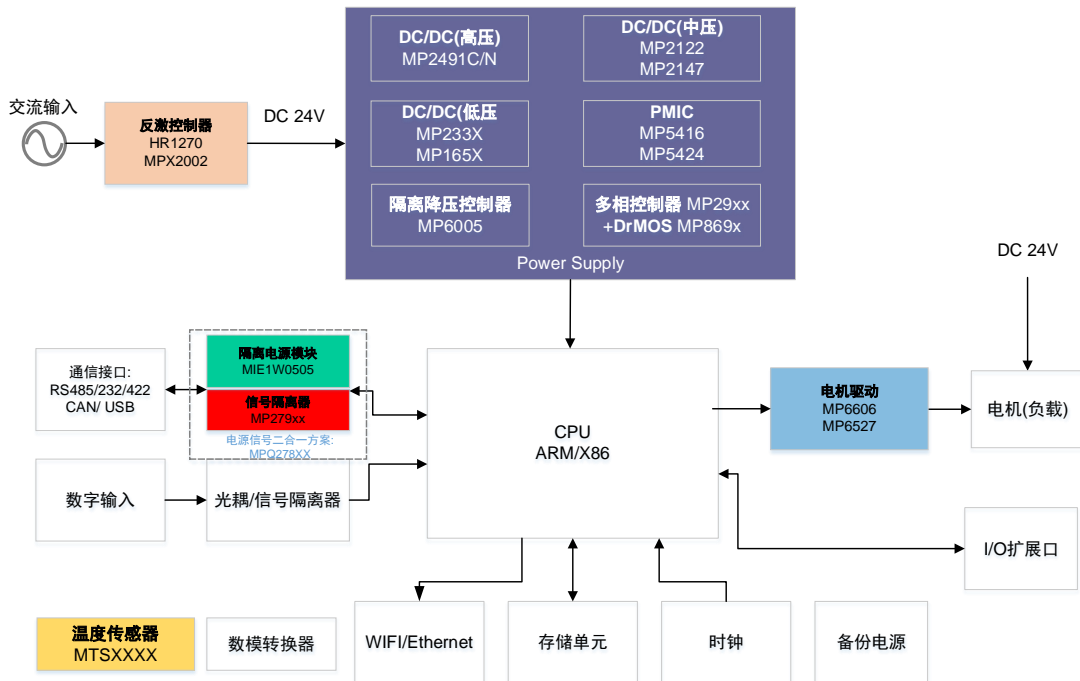 DC/DC(高压)
MP2491C/N
DC/DC(中压)
MP2122
MP2147
交流输入
反激控制器
HR1270
MPX2002
DC 24V
DC/DC(低压
MP233X
MP165X
PMIC
MP5416
MP5424
隔离降压控制器
MP6005
多相控制器 MP29xx
+DrMOS MP869x
Power Supply
DC 24V
通信接口:
RS485/232/422
CAN/ USB
隔离电源模块
MIE1W0505
信号隔离器
MP279xx
电源信号二合一方案:
MPQ278XX
CPU
ARM/X86
电机驱动
MP6606
MP6527
电机(负载)
数字输入
光耦/信号隔离器
I/O扩展口
温度传感器
MTSXXXX
数模转换器
WIFI/Ethernet
存储单元
时钟
备份电源